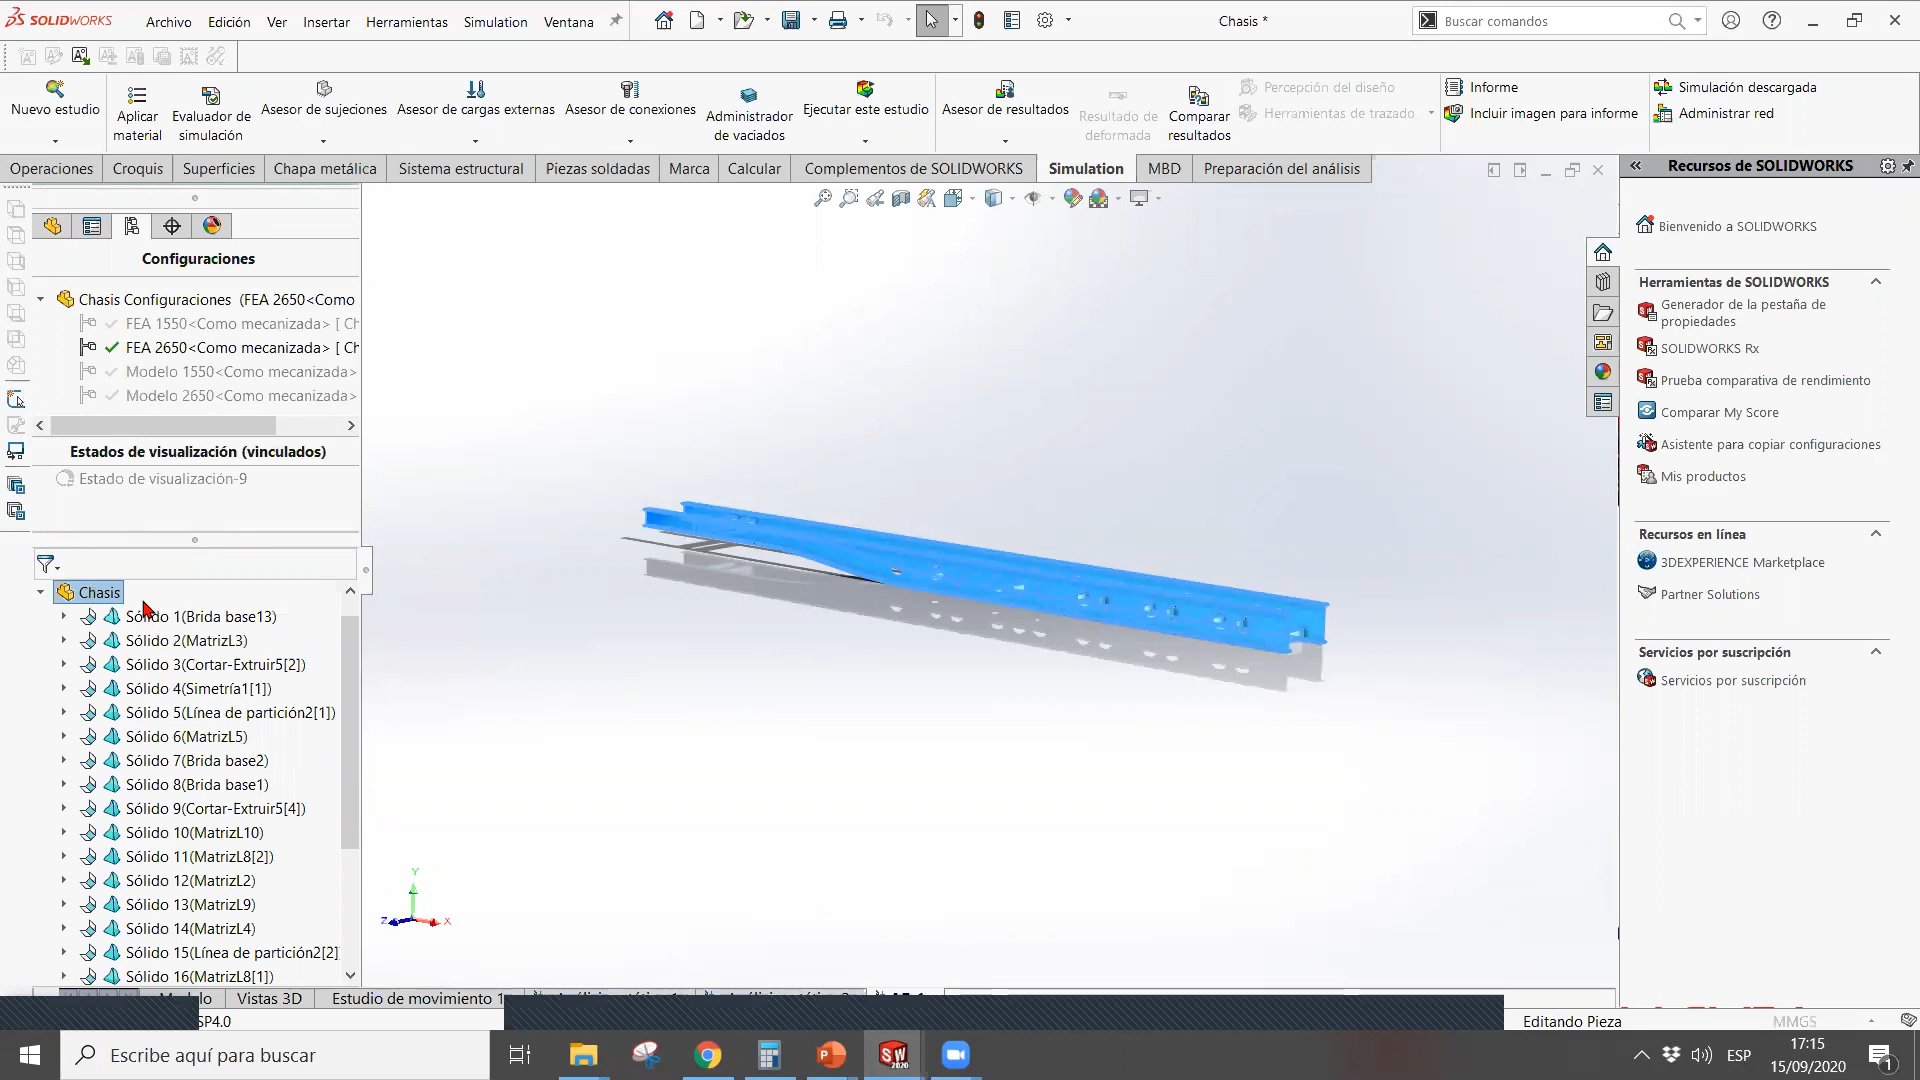 SOLIDWORKS Archivo Edición Ver Insertar Herramientas Simulation Ventana
Chasis *
Buscar comandos
Nuevo estudio
Aplicar material
Evaluador de simulación
Asesor de sujeciones
Asesor de cargas externas
Asesor de conexiones
Administrador de vaciados
Ejecutar este estudio
Asesor de resultados
Resultado de deformada
Comparar resultados
Percepción del diseño
Herramientas de trazado
Informe
Incluir imagen para informe
Simulación descargada
Administrar red
Operaciones Croquis Superficies Chapa metálica Sistema estructural Piezas soldadas Marca Calcular Complementos de SOLIDWORKS Simulation MBD Preparación del análisis
Configuraciones
Chasis Configuraciones (FEA 2650<Como
FEA 1550<Como mecanizada> [ Ch
FEA 2650<Como mecanizada> [ Ch
Modelo 1550<Como mecanizada>
Modelo 2650<Como mecanizada>
Estados de visualización (vinculados)
Estado de visualización-9
Chasis
Sólido 1(Brida base13)
Sólido 2(MatrizL3)
Sólido 3(Cortar-Extruir5[2])
Sólido 4(Simetría1[1])
Sólido 5(Línea de partición2[1])
Sólido 6(MatrizL5)
Sólido 7(Brida base2)
Sólido 8(Brida base1)
Sólido 9(Cortar-Extruir5[4])
Sólido 10(MatrizL10)
Sólido 11(MatrizL8[2])
Sólido 12(MatrizL2)
Sólido 13(MatrizL9)
Sólido 14(MatrizL4)
Sólido 15(Línea de partición2[2]
Sólido 16(MatrizL8[1])
Y
Z
X
Recursos de SOLIDWORKS
Bienvenido a SOLIDWORKS
Herramientas de SOLIDWORKS
Generador de la pestaña de
propiedades
SOLIDWORKS Rx
Prueba comparativa de rendimiento
Comparar My Score
Asistente para copiar configuraciones
Mis productos
Recursos en línea
3DEXPERIENCE Marketplace
Partner Solutions
Servicios por suscripción
Servicios por suscripción
Vistas 3D Estudio de movimiento 1
SP4.0
Editando Pieza
MMGS
Escribe aquí para buscar
SW
2020
ESP
17:15
15/09/2020
1